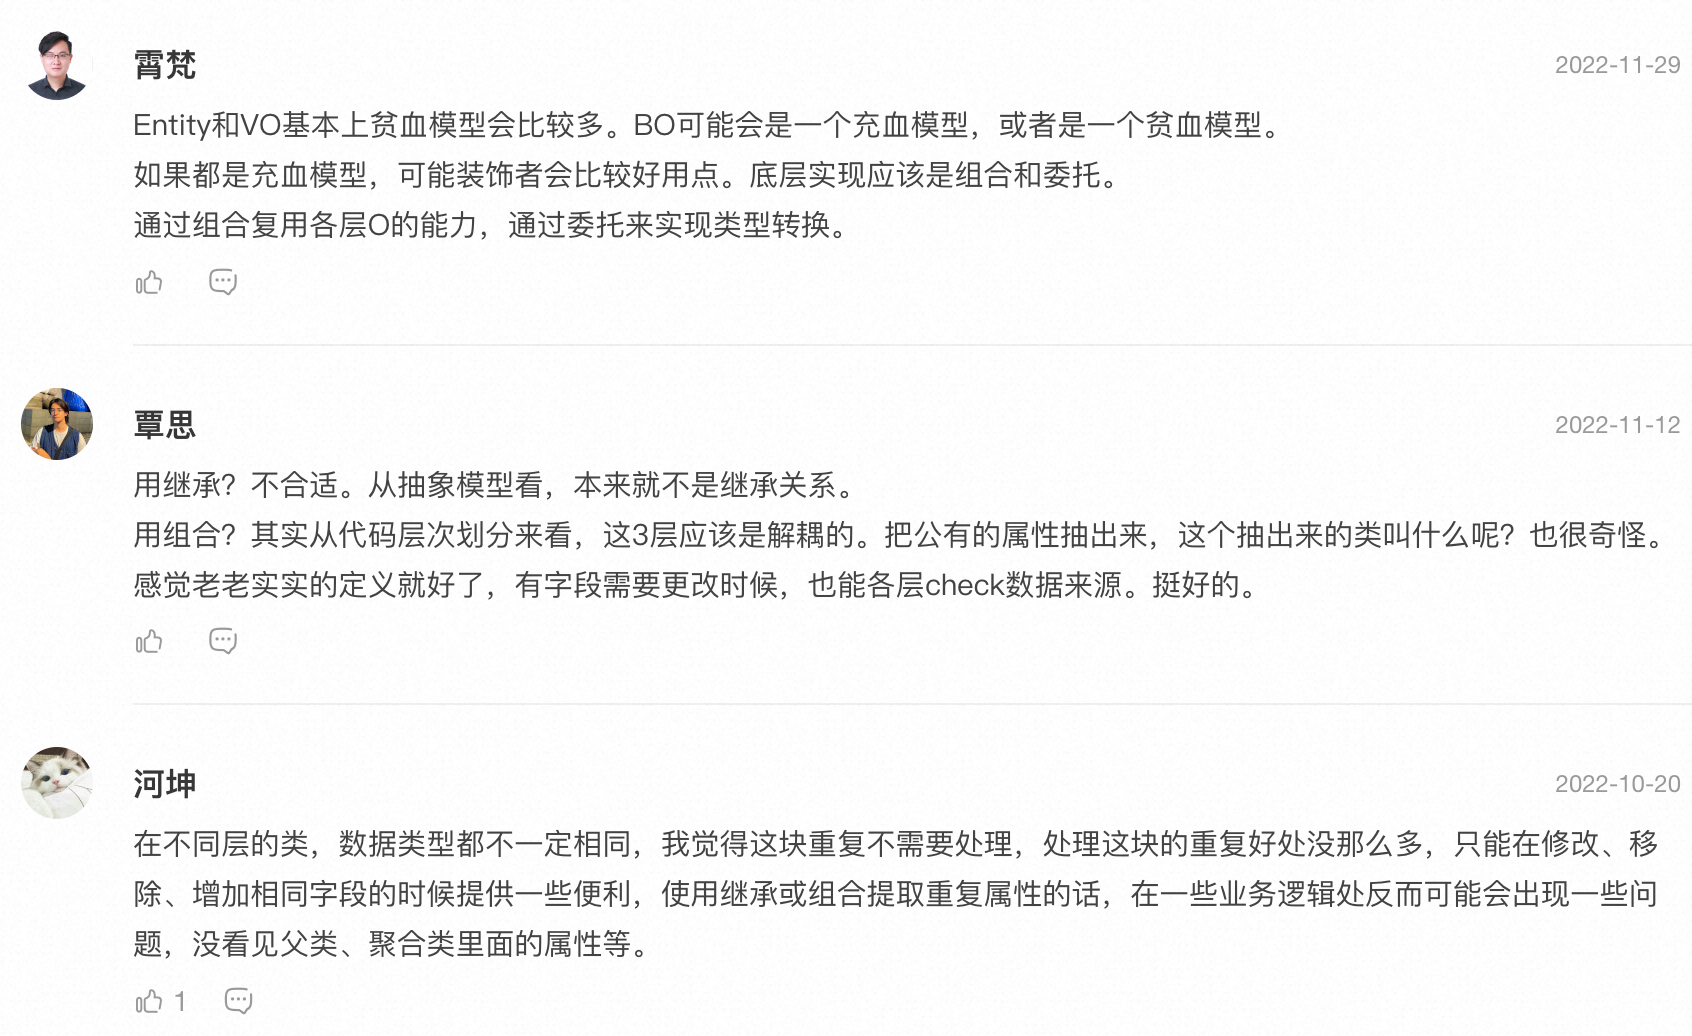 霄梵
2022-11-29
Entity和VO基本上贫血模型会比较多。BO可能会是一个充血模型，或者是一个贫血模型。
如果都是充血模型，可能装饰者会比较好用点。底层实现应该是组合和委托。
通过组合复用各层O的能力，通过委托来实现类型转换。
覃思
2022-11-12
用继承？不合适。从抽象模型看，本来就不是继承关系。
用组合？其实从代码层次划分来看，这3层应该是解耦的。把公有的属性抽出来，这个抽出来的类叫什么呢？也很奇怪。
感觉老老实实的定义就好了，有字段需要更改时候，也能各层check数据来源。挺好的。
河坤
2022-10-20
在不同层的类，数据类型都不一定相同，我觉得这块重复不需要处理，处理这块的重复好处没那么多，只能在修改、移
除、增加相同字段的时候提供一些便利，使用继承或组合提取重复属性的话，在一些业务逻辑处反而可能会出现一些问
题，没看见父类、聚合类里面的属性等。
1